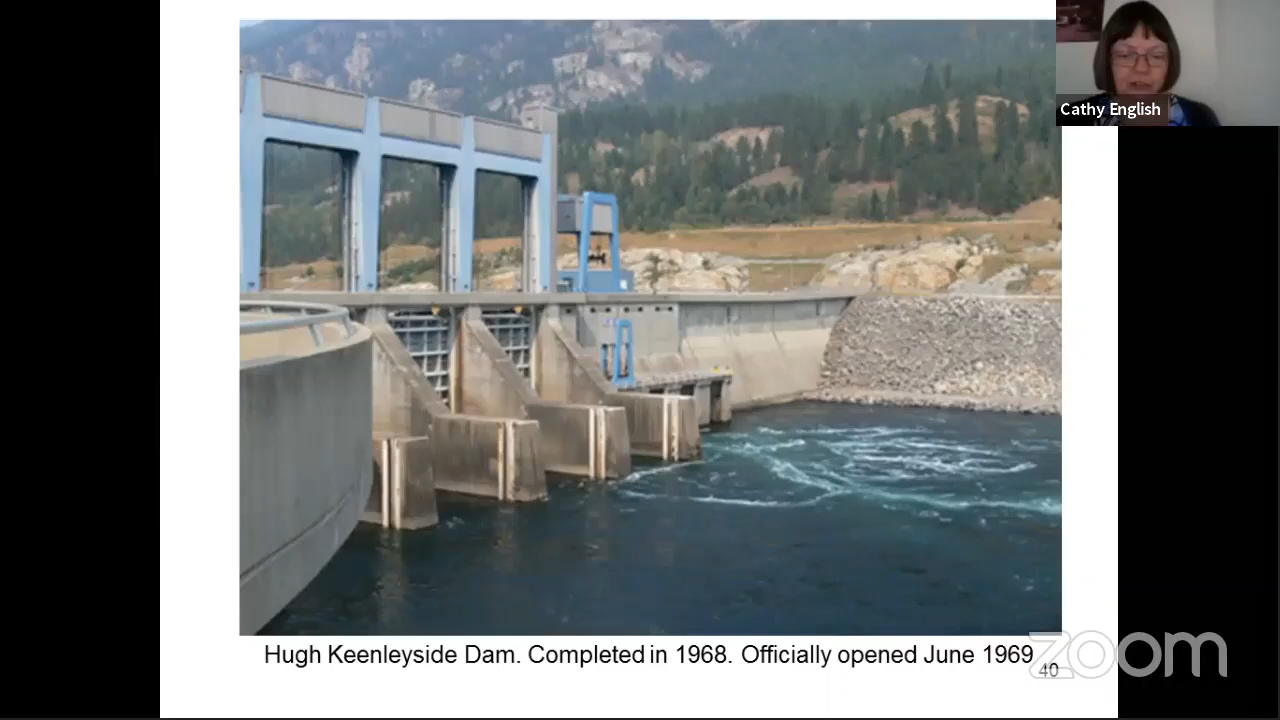 Cathy English
Hugh Keenleyside Dam. Completed in 1968. Officially opened June 1969
40
zoom